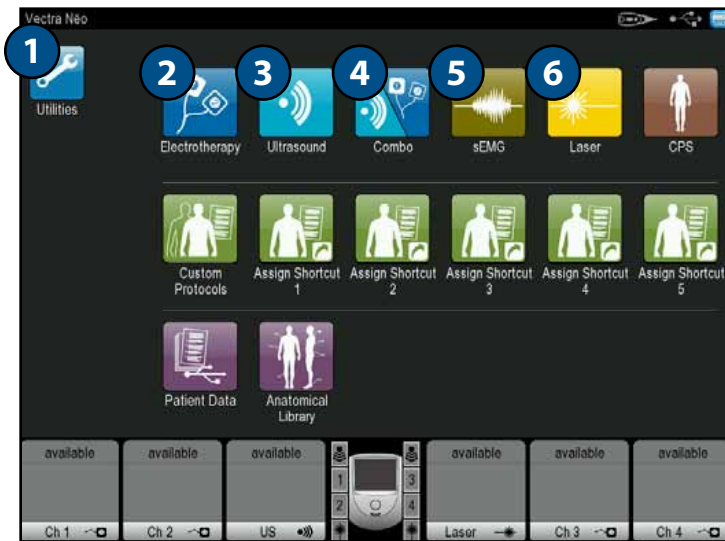 Vectra Nēo
1
2
3
4
5
6
Utilities
Electrotherapy
Ultrasound
Combo
sEMG
Laser
CPS
Custom
Protocols
Assign Shortcut
1
Assign Shortcut
2
Assign Shortcut
3
Assign Shortcut
4
Assign Shortcut
5
Patient Data
Anatomical
Library
available
available
available
available
available
available
1
3
2
4
Ch 1
Ch 2
US
Laser
Ch 3
Ch 4